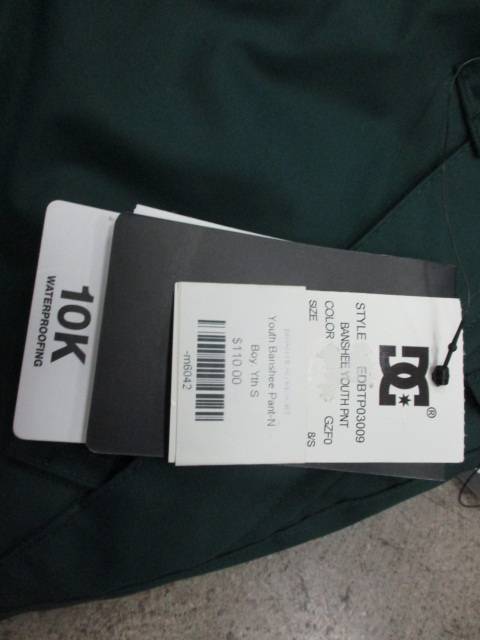 10K
WATERPROOFING
DC
®
STYLE EDBTP03009
BANSHEE YOUTH PNT
COLOR GZF0
SIZE 8/S
Youth Banshee Pant-N
Boy Yth S
$110.00
-m6042